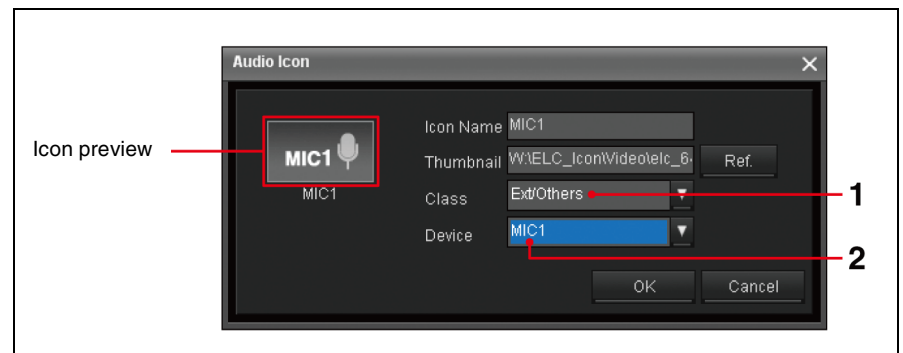 Audio Icon
Icon preview
MIC1
MIC1
Icon Name MIC1
Thumbnail W:\ELC_Icon\Video\elc_6 Ref.
Class Ext/Others 1
Device MIC1 2
OK Cancel